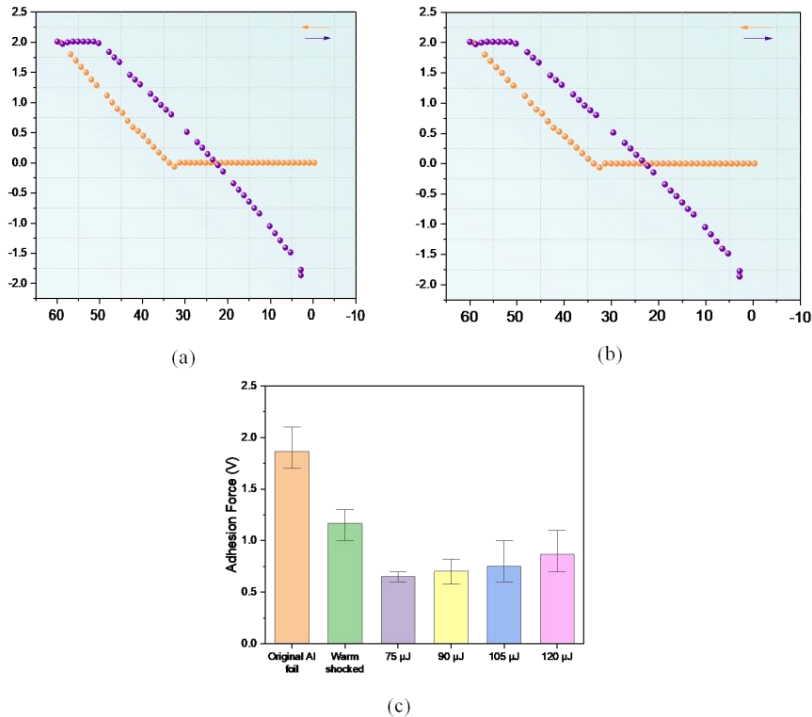 2.5
2.0
1.5
1.0
0.5
0.0
-0.5
-1.0
-1.5
-2.0
60 50 40 30 20 10 0 -10
(a)
2.5
2.0
1.5
1.0
0.5
0.0
-0.5
-1.0
-1.5
-2.0
60 50 40 30 20 10 0 -10
(b)
Adhesion Force (V)
2.5
2.0
1.5
1.0
0.5
0.0
Original Al
foil
Warm
shocked
75 μJ
90 μJ
105 μJ
120 μJ
(c)